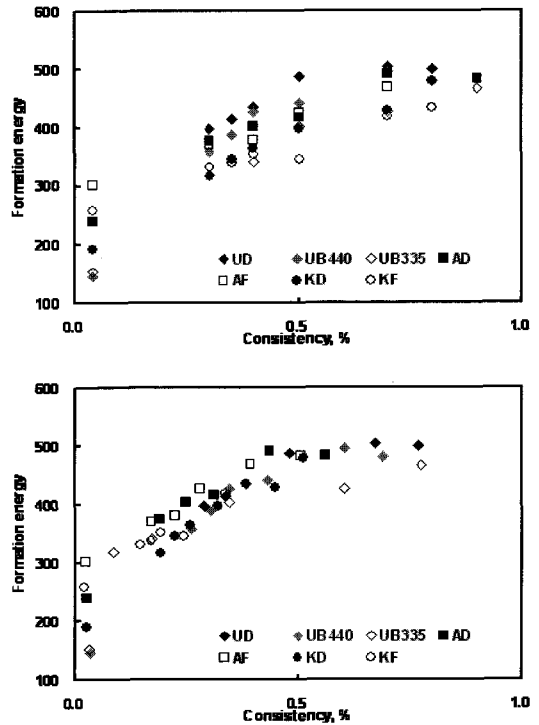 600
500
400
300
200
100
Formation energy
UD UB440 UB335 AD
AF KD KF
0.0 0.5 1.0
Consistency, %
600
500
400
300
200
100
Formation energy
UD UB440 UB335 AD
AF KD KF
0.0 0.5 1.0
Consistency, %